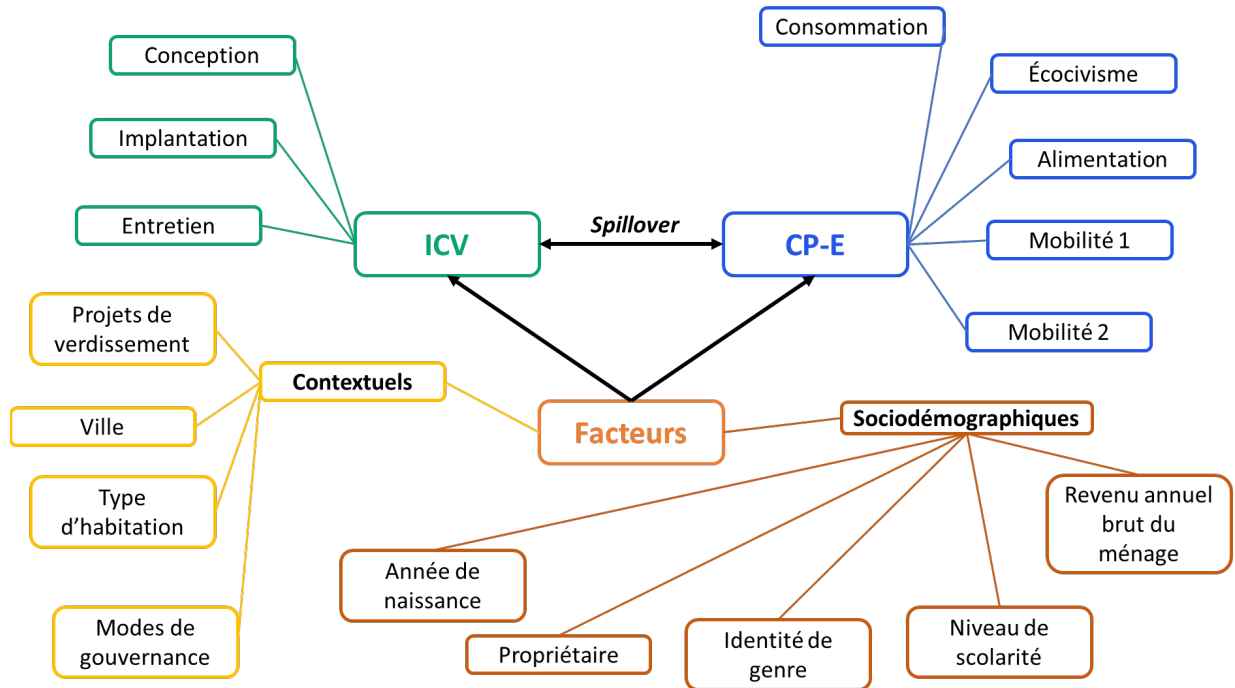 Conception
Implantation
Entretien
ICV
Spillover
CP-E
Consommation
Écocivisme
Alimentation
Mobilité 1
Mobilité 2
Projets de
verdissement
Contextuels
Ville
Type
d'habitation
Modes de
gouvernance
Facteurs
Sociodémographiques
Année de
naissance
Propriétaire
Identité de
genre
Niveau de
scolarité
Revenu annuel
brut du
ménage